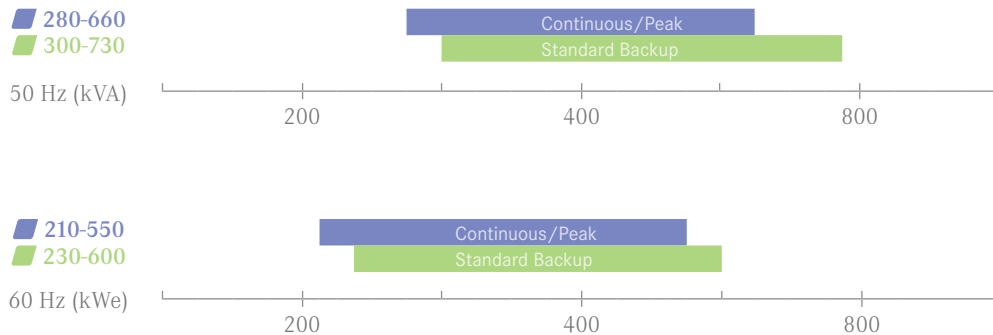 280-660
Continuous/Peak
300-730
Standard Backup
50 Hz (kVA)
200 400 800
210-550
Continuous/Peak
230-600
Standard Backup
60 Hz (kWe)
200 400 800